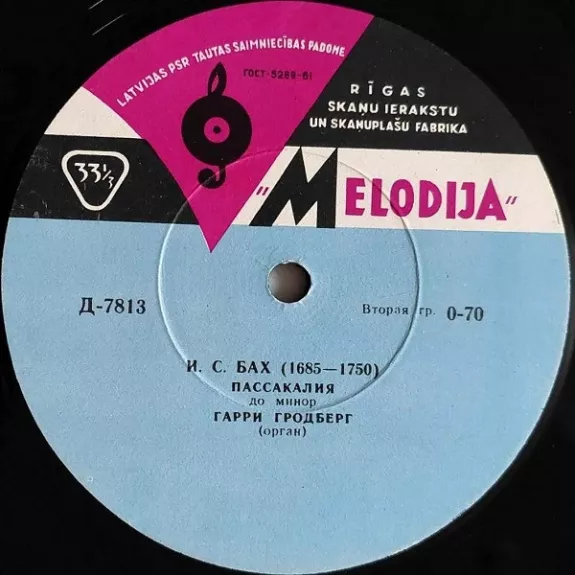 LATVIJAS PSR TAUTAS SAIMNIECĪBAS PADOME
ГОСТ-5289-61
RĪGAS
SKAŅU IERAKSTU
UN SKAŅUPLAŠU FABRIKA
33⅓
"MELODIJA"
Д-7813
Вторая гр. 0-70
И. С. БАХ (1685—1750)
ПАССАКАЛИЯ
до минор
ГАРРИ ГРОДБЕРГ
(орган)